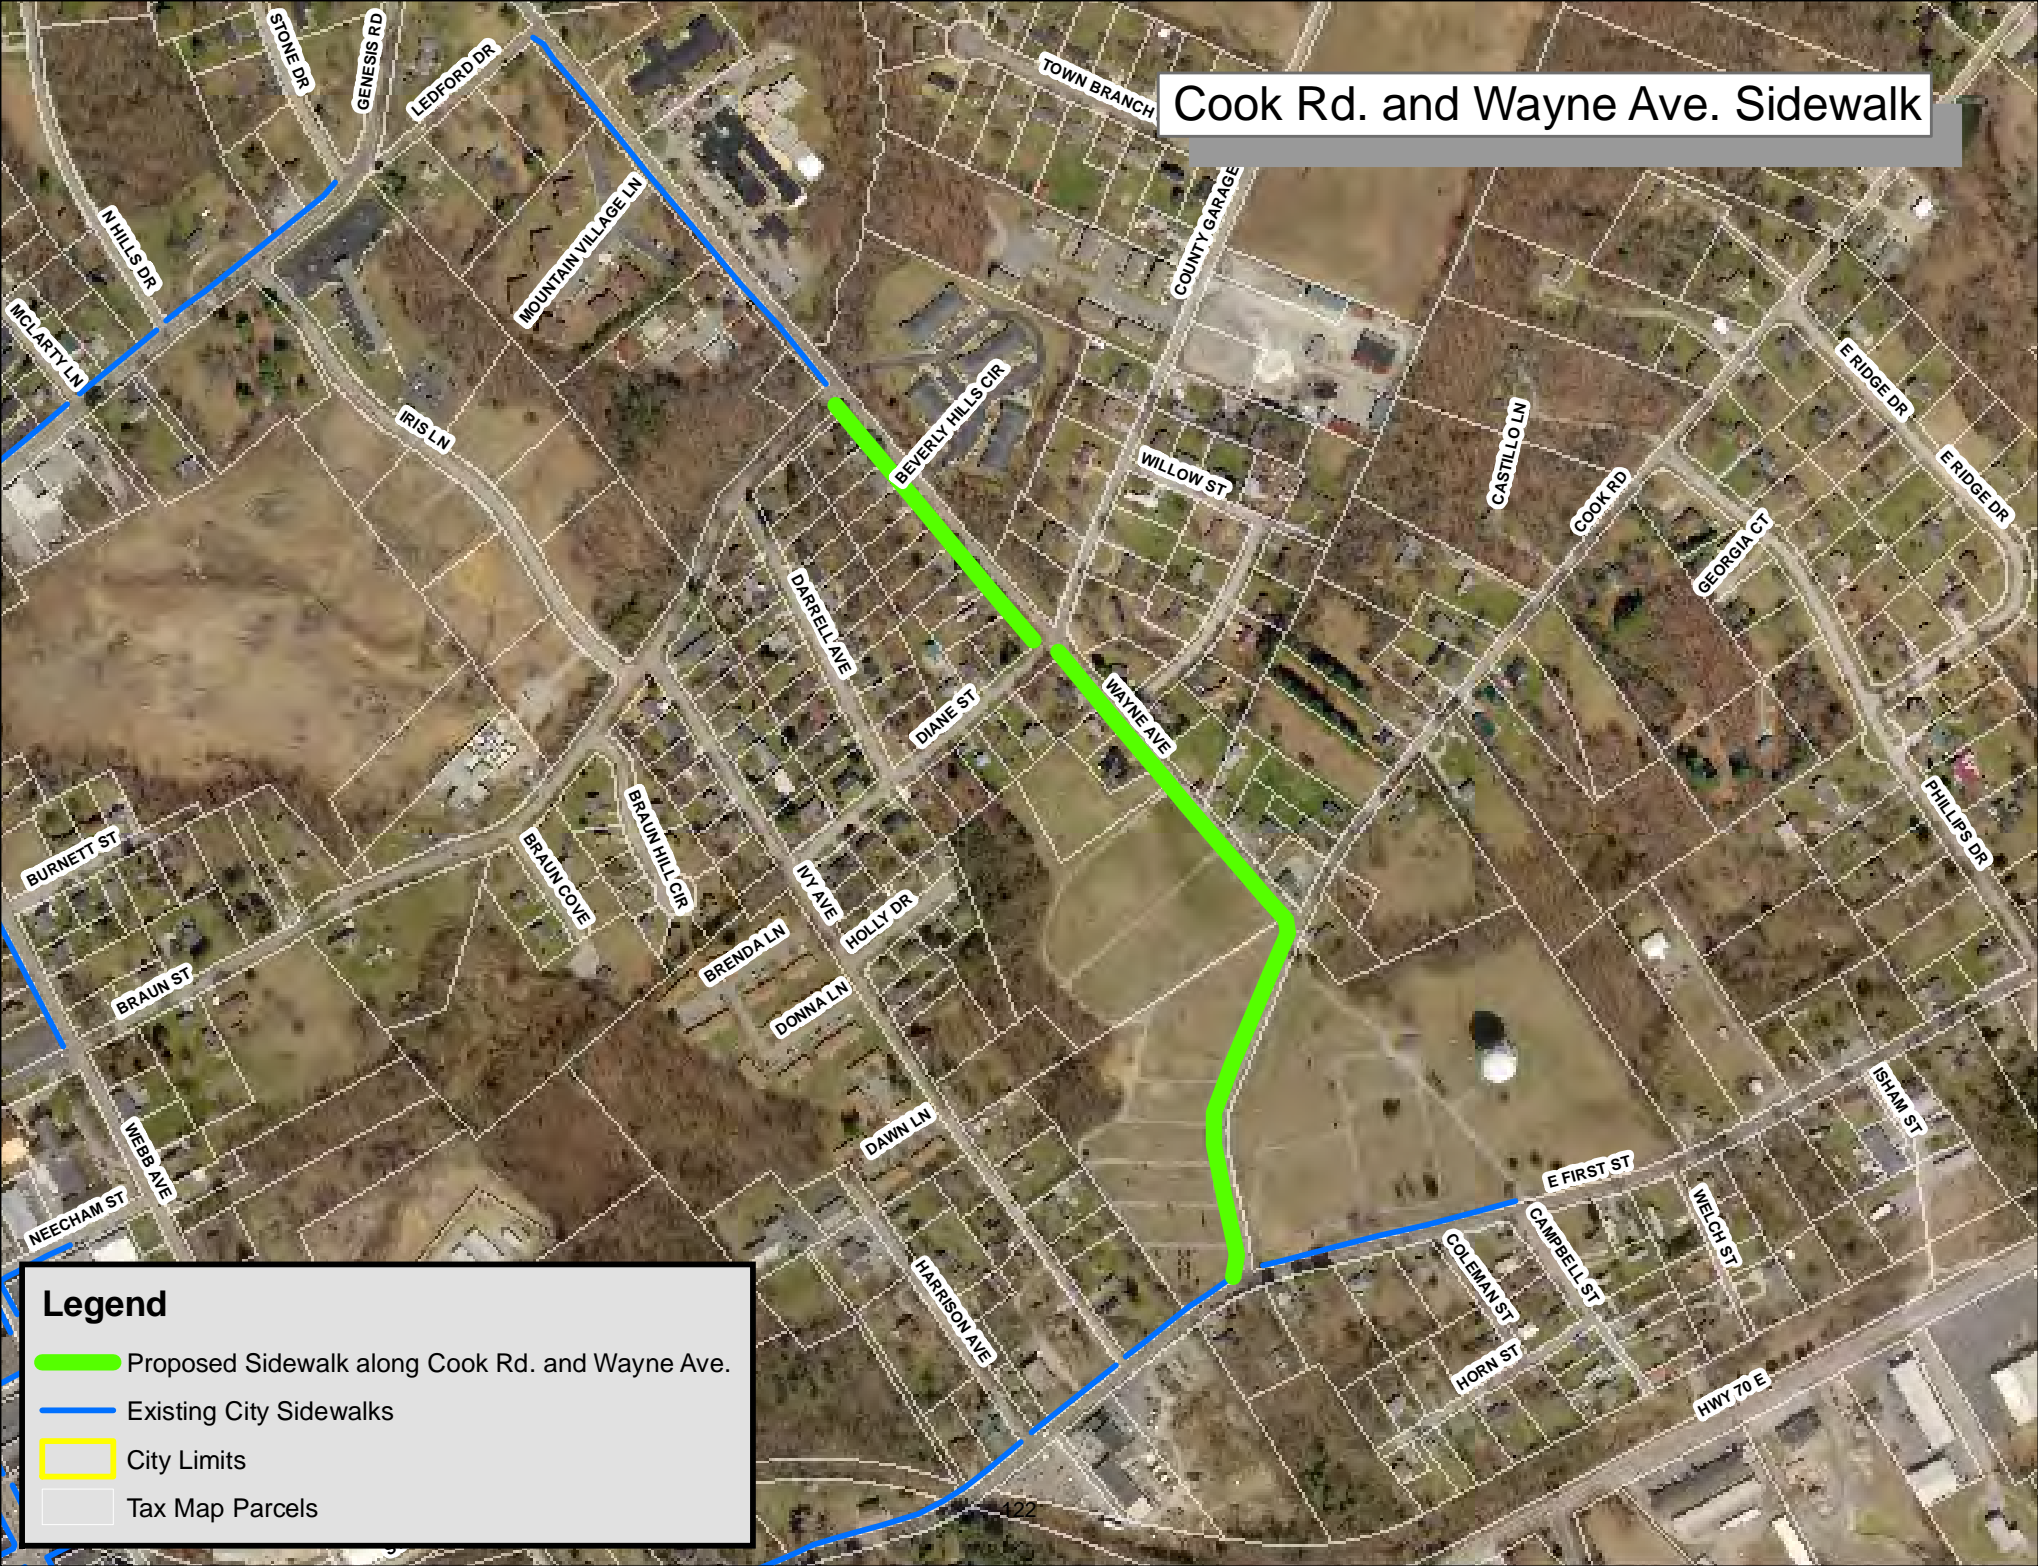 STONE DR
GENESIS RD
LEDFORD DR
TOWN BRANCH
Cook Rd. and Wayne Ave. Sidewalk
N HILLS DR
MOUNTAIN VILLAGE LN
COUNTY GARAGE
MCLARTY LN
IRIS LN
BEVERLY HILLS CIR
E RIDGE DR
WILLOW ST
CASTILLO LN
COOK RD
E RIDGE DR
GEORGIA CT
DARRELL AVE
DIANE ST
WAYNE AVE
BURNETT ST
BRAUN COVE
BRAUN HILL CIR
IVY AVE
HOLLY DR
PHILLIPS DR
BRENDA LN
BRAUN ST
DONNA LN
DAWN LN
ISHAM ST
WEBB AVE
NEECHAM ST
E FIRST ST
WELCH ST
CAMPBELL ST
COLEMAN ST
HARRISON AVE
HORN ST
HWY 70 E
Legend
Proposed Sidewalk along Cook Rd. and Wayne Ave.
Existing City Sidewalks
City Limits
Tax Map Parcels
122